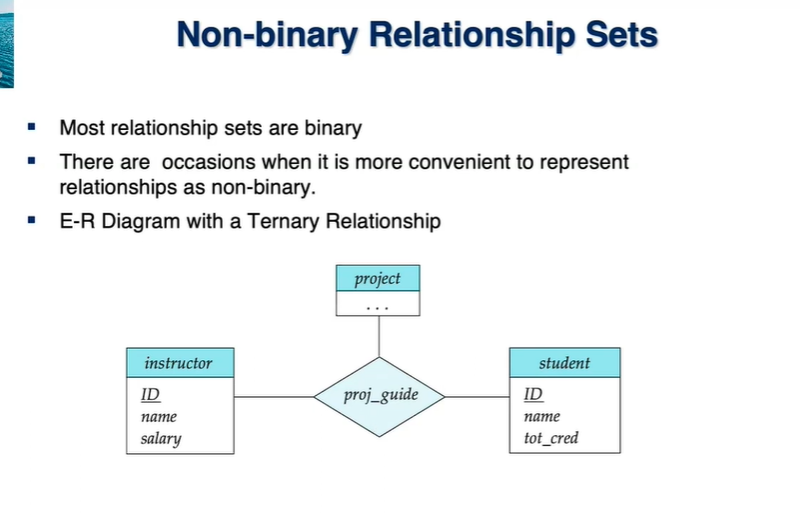 Non-binary Relationship Sets
▪ Most relationship sets are binary
▪ There are occasions when it is more convenient to represent
relationships as non-binary.
▪ E-R Diagram with a Ternary Relationship
project
...
instructor
ID
name
salary
proj_guide
student
ID
name
tot_cred